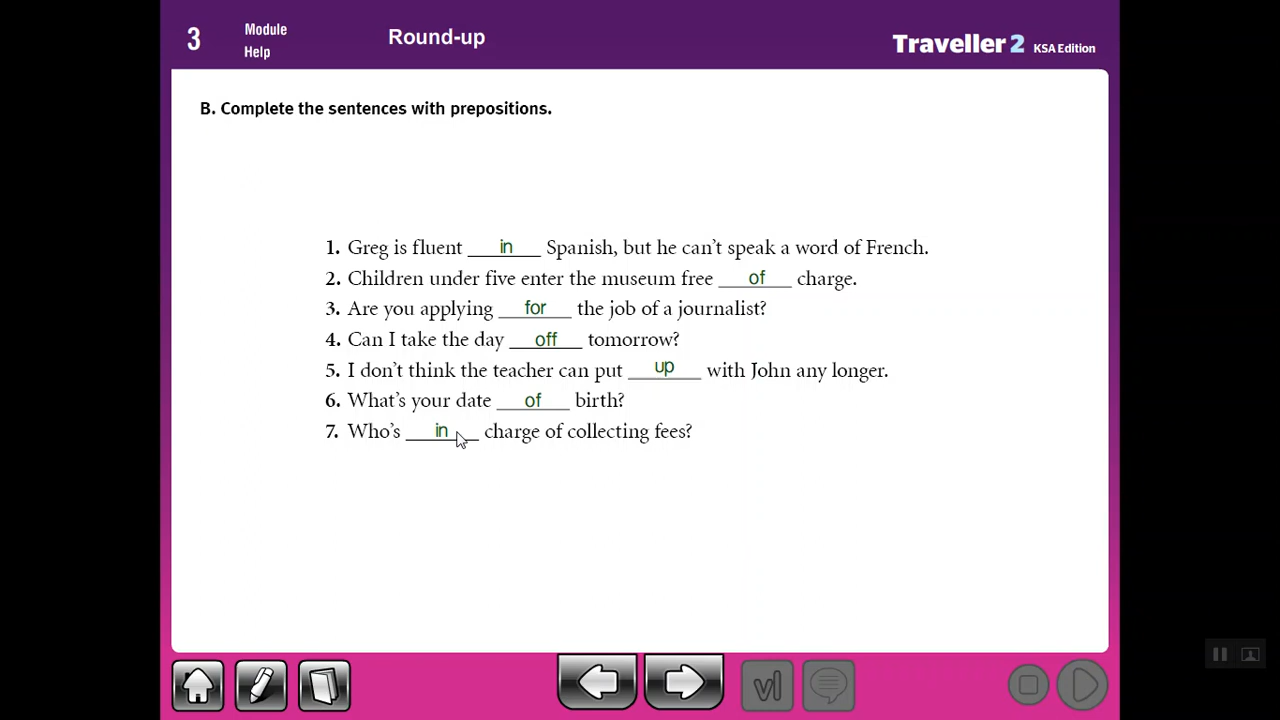 3 Module Help Round-up Traveller 2 KSA Edition
B. Complete the sentences with prepositions.
1. Greg is fluent in Spanish, but he can't speak a word of French.
2. Children under five enter the museum free of charge.
3. Are you applying for the job of a journalist?
4. Can I take the day off tomorrow?
5. I don't think the teacher can put up with John any longer.
6. What's your date of birth?
7. Who's in charge of collecting fees?
vl